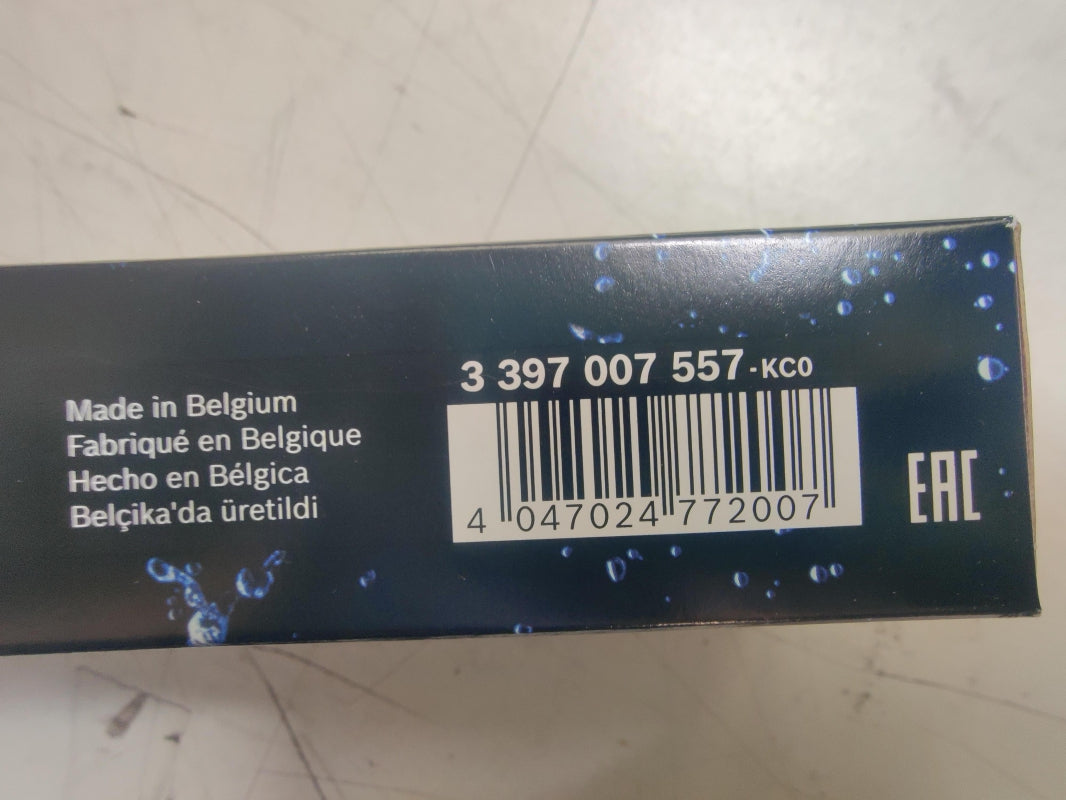 Made in Belgium
Fabriqué en Belgique
Hecho en Bélgica
Belçika'da üretildi
3 397 007 557-KC0
4 047024 772007
EAC